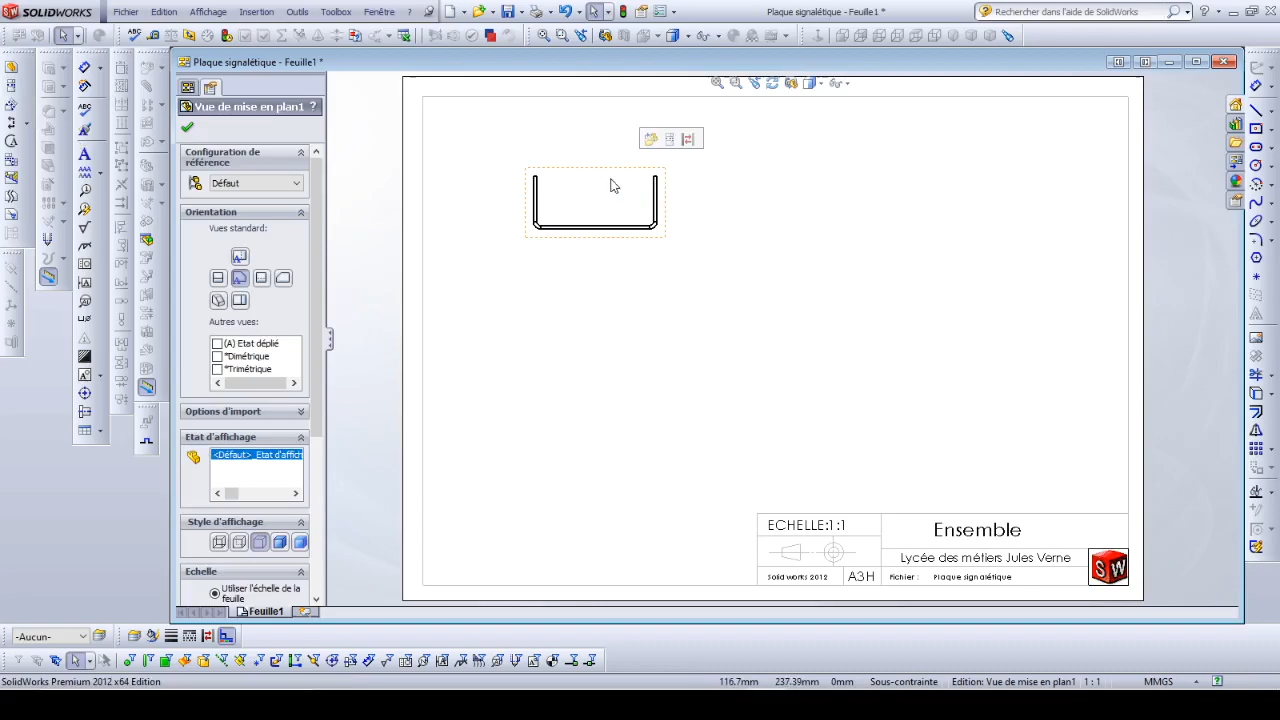 SOLIDWORKS
Fichier Edition Affichage Insertion Outils Toolbox Fenêtre ?
Plaque signalétique - Feuille1 *
Rechercher dans l'aide de SolidWorks
Plaque signalétique - Feuille1 *
Vue de mise en plan1 ?
Configuration de référence
Défaut
Orientation
Vues standard:
Autres vues:
(A) Etat déplié
*Dimétrique
*Trimétrique
Options d'import
Etat d'affichage
<Défaut>_Etat d'affich
Style d'affichage
Echelle
Utiliser l'échelle de la
feuille
Feuille1
ECHELLE:1:1
Ensemble
Lycée des métiers Jules Verne
Solid works 2012
A3H
Fichier : Plaque signalétique
SW
-Aucun-
SolidWorks Premium 2012 x64 Edition
116.7mm 237.39mm 0mm Sous-contrainte Edition: Vue de mise en plan1 1 : 1 MMGS